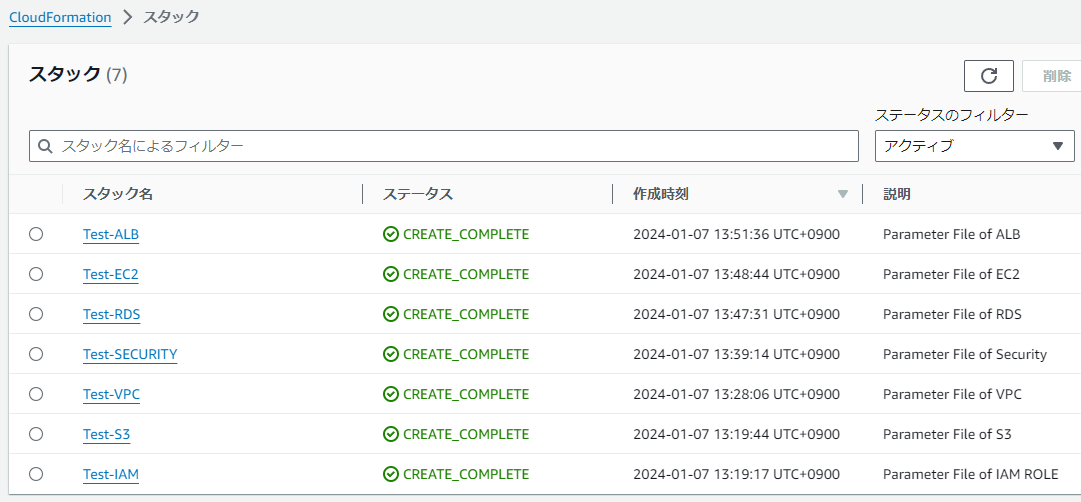 CloudFormation > スタック
スタック (7)
削除
ステータスのフィルター
スタック名によるフィルター アクティブ
スタック名 ステータス 作成時刻 説明
Test-ALB CREATE_COMPLETE 2024-01-07 13:51:36 UTC+0900 Parameter File of ALB
Test-EC2 CREATE_COMPLETE 2024-01-07 13:48:44 UTC+0900 Parameter File of EC2
Test-RDS CREATE_COMPLETE 2024-01-07 13:47:31 UTC+0900 Parameter File of RDS
Test-SECURITY CREATE_COMPLETE 2024-01-07 13:39:14 UTC+0900 Parameter File of Security
Test-VPC CREATE_COMPLETE 2024-01-07 13:28:06 UTC+0900 Parameter File of VPC
Test-S3 CREATE_COMPLETE 2024-01-07 13:19:44 UTC+0900 Parameter File of S3
Test-IAM CREATE_COMPLETE 2024-01-07 13:19:17 UTC+0900 Parameter File of IAM ROLE